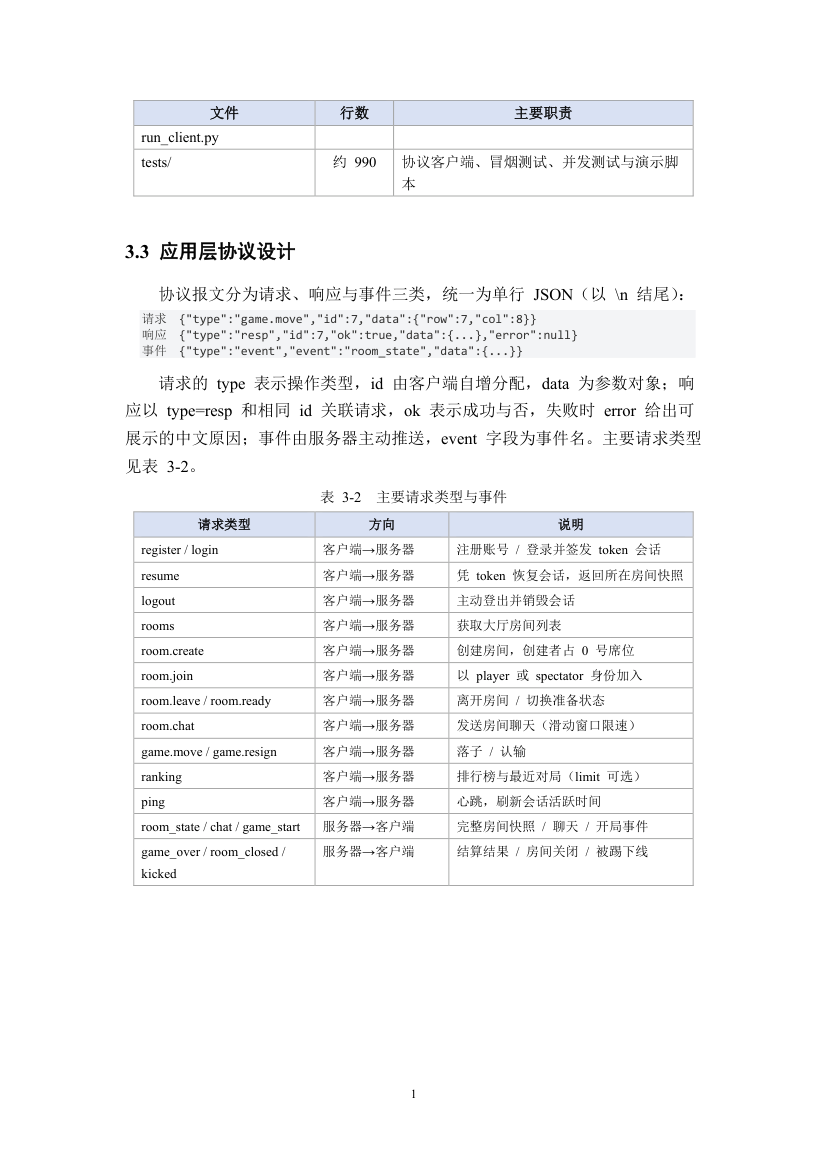 文件 行数 主要职责
run_client.py
tests/ 约 990 协议客户端、冒烟测试、并发测试与演示脚
本
3.3 应用层协议设计
协议报文分为请求、响应与事件三类，统一为单行 JSON（以 \n 结尾）：
请求 {"type":"game.move","id":7,"data":{"row":7,"col":8}}
响应 {"type":"resp","id":7,"ok":true,"data":{...},"error":null}
事件 {"type":"event","event":"room_state","data":{...}}
请求的 type 表示操作类型，id 由客户端自增分配，data 为参数对象；响
应以 type=resp 和相同 id 关联请求，ok 表示成功与否，失败时 error 给出可
展示的中文原因；事件由服务器主动推送，event 字段为事件名。主要请求类型
见表 3-2。
表 3-2 主要请求类型与事件
请求类型 方向 说明
register / login 客户端→服务器 注册账号 / 登录并签发 token 会话
resume 客户端→服务器 凭 token 恢复会话，返回所在房间快照
logout 客户端→服务器 主动登出并销毁会话
rooms 客户端→服务器 获取大厅房间列表
room.create 客户端→服务器 创建房间，创建者占 0 号席位
room.join 客户端→服务器 以 player 或 spectator 身份加入
room.leave / room.ready 客户端→服务器 离开房间 / 切换准备状态
room.chat 客户端→服务器 发送房间聊天（滑动窗口限速）
game.move / game.resign 客户端→服务器 落子 / 认输
ranking 客户端→服务器 排行榜与最近对局（limit 可选）
ping 客户端→服务器 心跳，刷新会话活跃时间
room_state / chat / game_start 服务器→客户端 完整房间快照 / 聊天 / 开局事件
game_over / room_closed / 服务器→客户端 结算结果 / 房间关闭 / 被踢下线
kicked
1